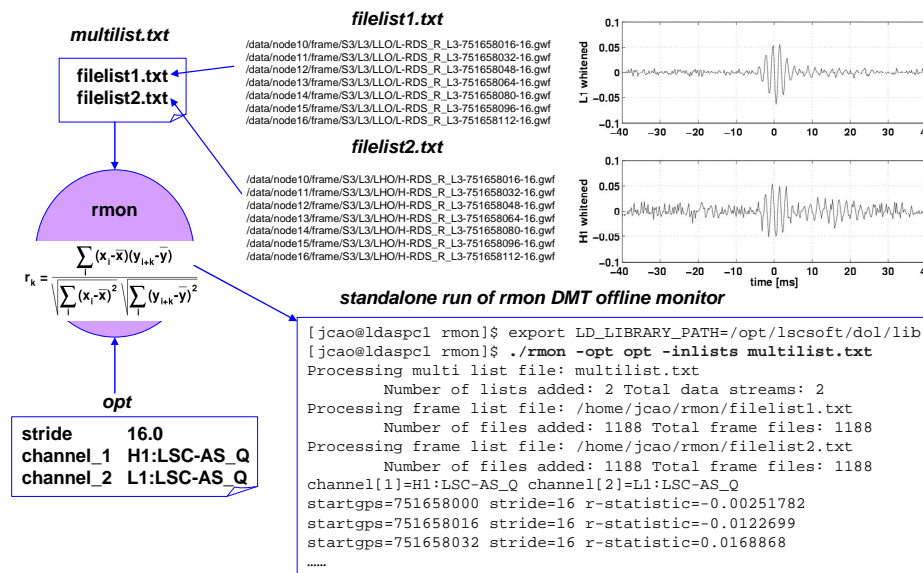 multilist.txt
filelist1.txt
filelist2.txt
filelist1.txt
/data/node10/frame/S3/L3/LLO/L-RDS_R_L3-751658016-16.gwf
/data/node11/frame/S3/L3/LLO/L-RDS_R_L3-751658032-16.gwf
/data/node12/frame/S3/L3/LLO/L-RDS_R_L3-751658048-16.gwf
/data/node13/frame/S3/L3/LLO/L-RDS_R_L3-751658064-16.gwf
/data/node14/frame/S3/L3/LLO/L-RDS_R_L3-751658080-16.gwf
/data/node15/frame/S3/L3/LLO/L-RDS_R_L3-751658096-16.gwf
/data/node16/frame/S3/L3/LLO/L-RDS_R_L3-751658112-16.gwf
filelist2.txt
/data/node10/frame/S3/L3/LHO/H-RDS_R_L3-751658016-16.gwf
/data/node11/frame/S3/L3/LHO/H-RDS_R_L3-751658032-16.gwf
/data/node12/frame/S3/L3/LHO/H-RDS_R_L3-751658048-16.gwf
/data/node13/frame/S3/L3/LHO/H-RDS_R_L3-751658064-16.gwf
/data/node14/frame/S3/L3/LHO/H-RDS_R_L3-751658080-16.gwf
/data/node15/frame/S3/L3/LHO/H-RDS_R_L3-751658096-16.gwf
/data/node16/frame/S3/L3/LHO/H-RDS_R_L3-751658112-16.gwf
L1 whitened
0.1
0.05
0
−0.05
−0.1
−40 −30 −20 −10 0 10 20 30 40
H1 whitened
0.1
0.05
0
−0.05
−0.1
−40 −30 −20 −10 0 10 20 30 40
time [ms]
rmon
r_k = ∑_i (x_i-x̅)(y_{i+k}-y̅) / √(∑_i (x_i-x̅)²) √(∑_i (y_{i+k}-y̅)²)
opt
stride 16.0
channel_1 H1:LSC-AS_Q
channel_2 L1:LSC-AS_Q
standalone run of rmon DMT offline monitor
[jcao@ldaspc1 rmon]$ export LD_LIBRARY_PATH=/opt/lscsoft/dol/lib
[jcao@ldaspc1 rmon]$ ./rmon -opt opt -inlists multilist.txt
Processing multi list file: multilist.txt
Number of lists added: 2 Total data streams: 2
Processing frame list file: /home/jcao/rmon/filelist1.txt
Number of files added: 1188 Total frame files: 1188
Processing frame list file: /home/jcao/rmon/filelist2.txt
Number of files added: 1188 Total frame files: 1188
channel[1]=H1:LSC-AS_Q channel[2]=L1:LSC-AS_Q
startgps=751658000 stride=16 r-statistic=-0.00251782
startgps=751658016 stride=16 r-statistic=-0.0122699
startgps=751658032 stride=16 r-statistic=0.0168868
……